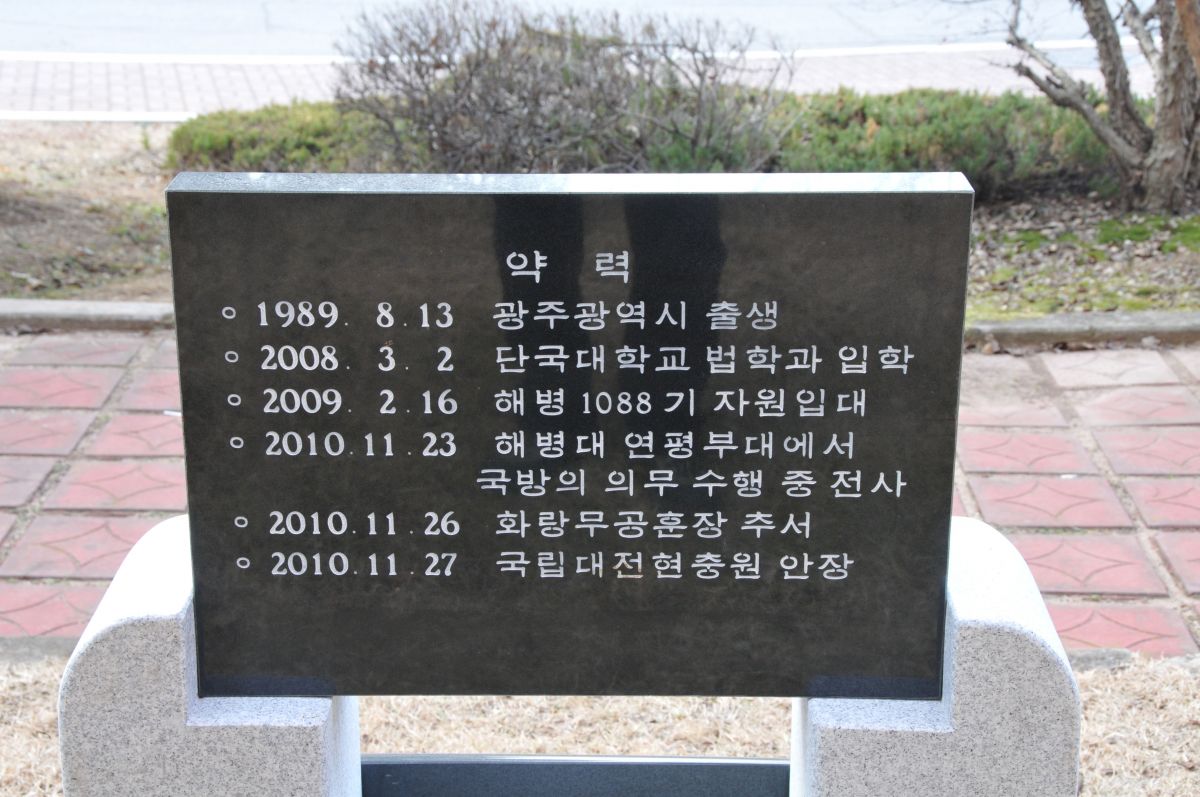 약 력
○ 1989. 8. 13 광주광역시 출생
○ 2008. 3. 2 단국대학교 법학과 입학
○ 2009. 2. 16 해병 1088 기 자원입대
○ 2010. 11. 23 해병대 연평부대에서
국방의 의무 수행 중 전사
○ 2010. 11. 26 화랑무공훈장 추서
○ 2010. 11. 27 국립대전현충원 안장